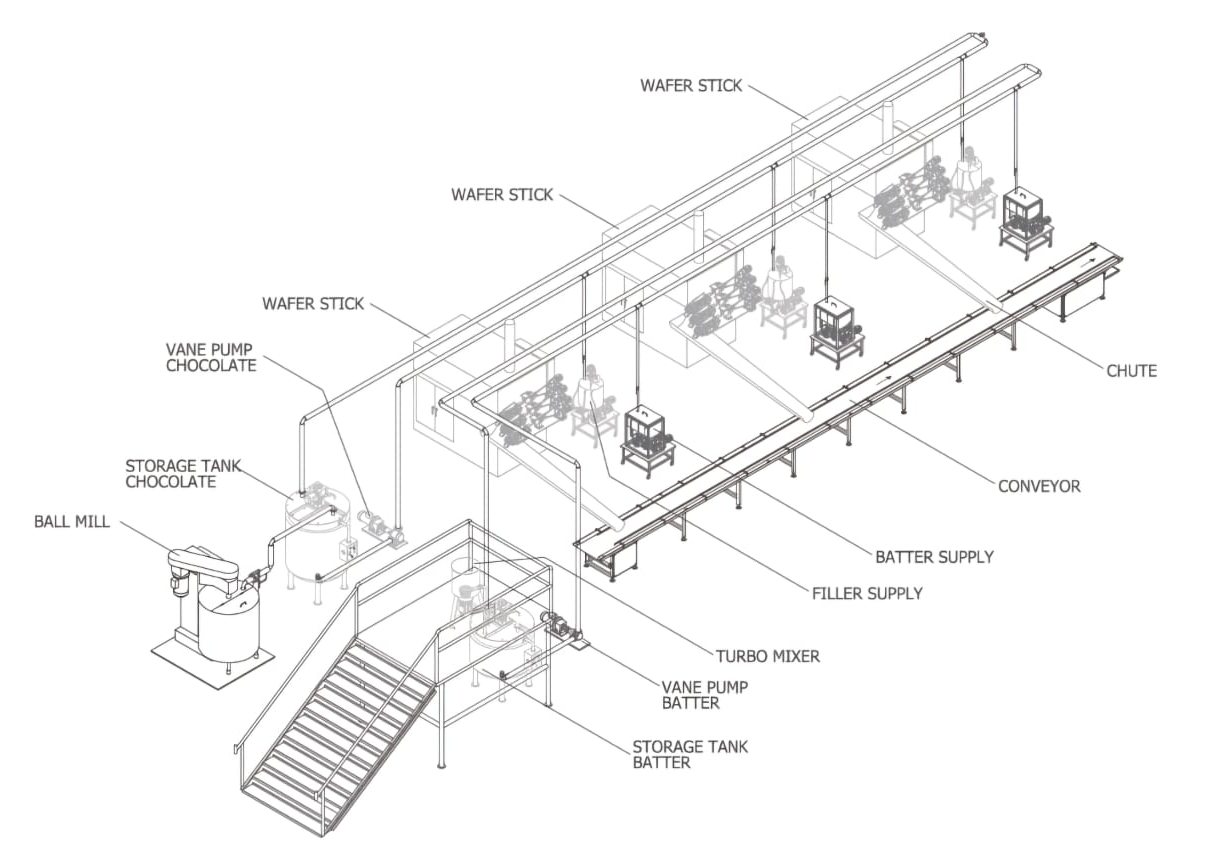 WAFER STICK
WAFER STICK
WAFER STICK
VANE PUMP
CHOCOLATE
CHUTE
STORAGE TANK
CHOCOLATE
CONVEYOR
BALL MILL
BATTER SUPPLY
FILLER SUPPLY
TURBO MIXER
VANE PUMP
BATTER
STORAGE TANK
BATTER